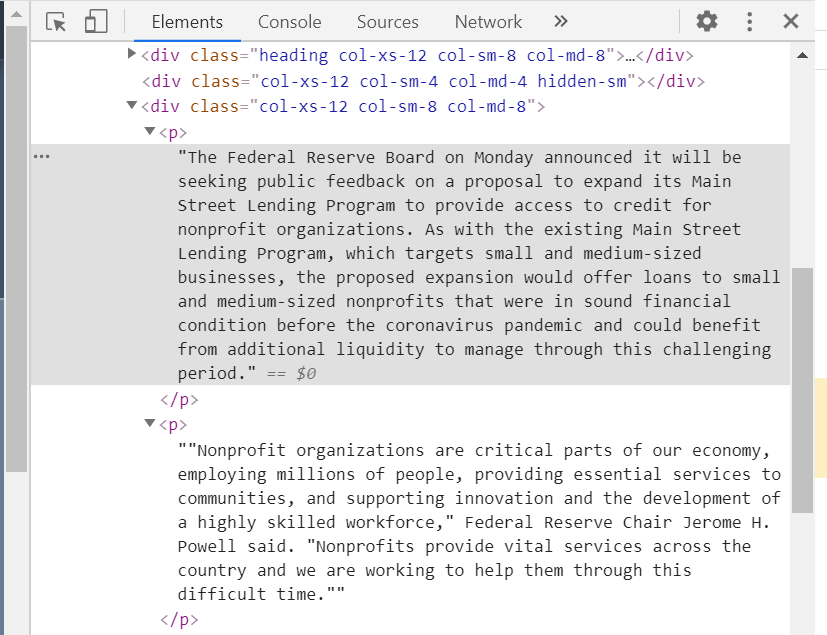 Elements Console Sources Network »
<div class="heading col-xs-12 col-sm-8 col-md-8">…</div>
<div class="col-xs-12 col-sm-4 col-md-4 hidden-sm"></div>
<div class="col-xs-12 col-sm-8 col-md-8">
<p>
"The Federal Reserve Board on Monday announced it will be
seeking public feedback on a proposal to expand its Main
Street Lending Program to provide access to credit for
nonprofit organizations. As with the existing Main Street
Lending Program, which targets small and medium-sized
businesses, the proposed expansion would offer loans to small
and medium-sized nonprofits that were in sound financial
condition before the coronavirus pandemic and could benefit
from additional liquidity to manage through this challenging
period." == $0
</p>
<p>
""Nonprofit organizations are critical parts of our economy,
employing millions of people, providing essential services to
communities, and supporting innovation and the development of
a highly skilled workforce," Federal Reserve Chair Jerome H.
Powell said. "Nonprofits provide vital services across the
country and we are working to help them through this
difficult time.""
</p>